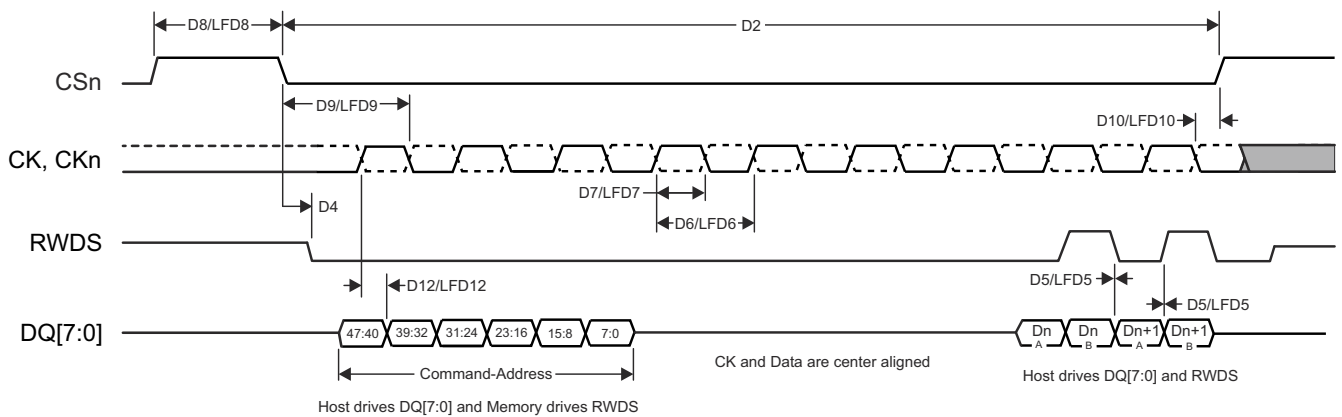 D8/LFD8
D2
CSn
D9/LFD9
D10/LFD10
CK, CKn
D7/LFD7
D4
D6/LFD6
RWDS
D12/LFD12
D5/LFD5
D5/LFD5
DQ[7:0]
47:40 39:32 31:24 23:16 15:8 7:0
Dn A Dn B Dn+1 A Dn+1 B
Command-Address
CK and Data are center aligned
Host drives DQ[7:0] and RWDS
Host drives DQ[7:0] and Memory drives RWDS